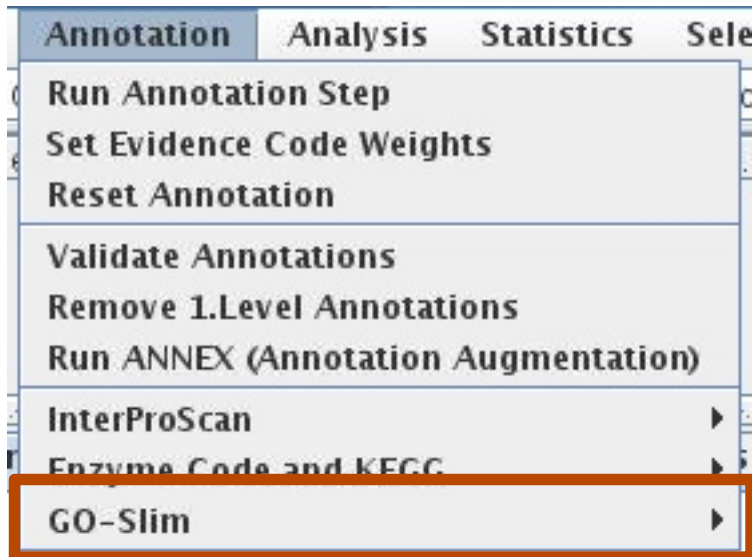 Annotation Analysis Statistics Sele
Run Annotation Step
Set Evidence Code Weights
Reset Annotation
Validate Annotations
Remove 1.Level Annotations
Run ANNEX (Annotation Augmentation)
InterProScan
Enzyme Code and KEGG
GO-Slim